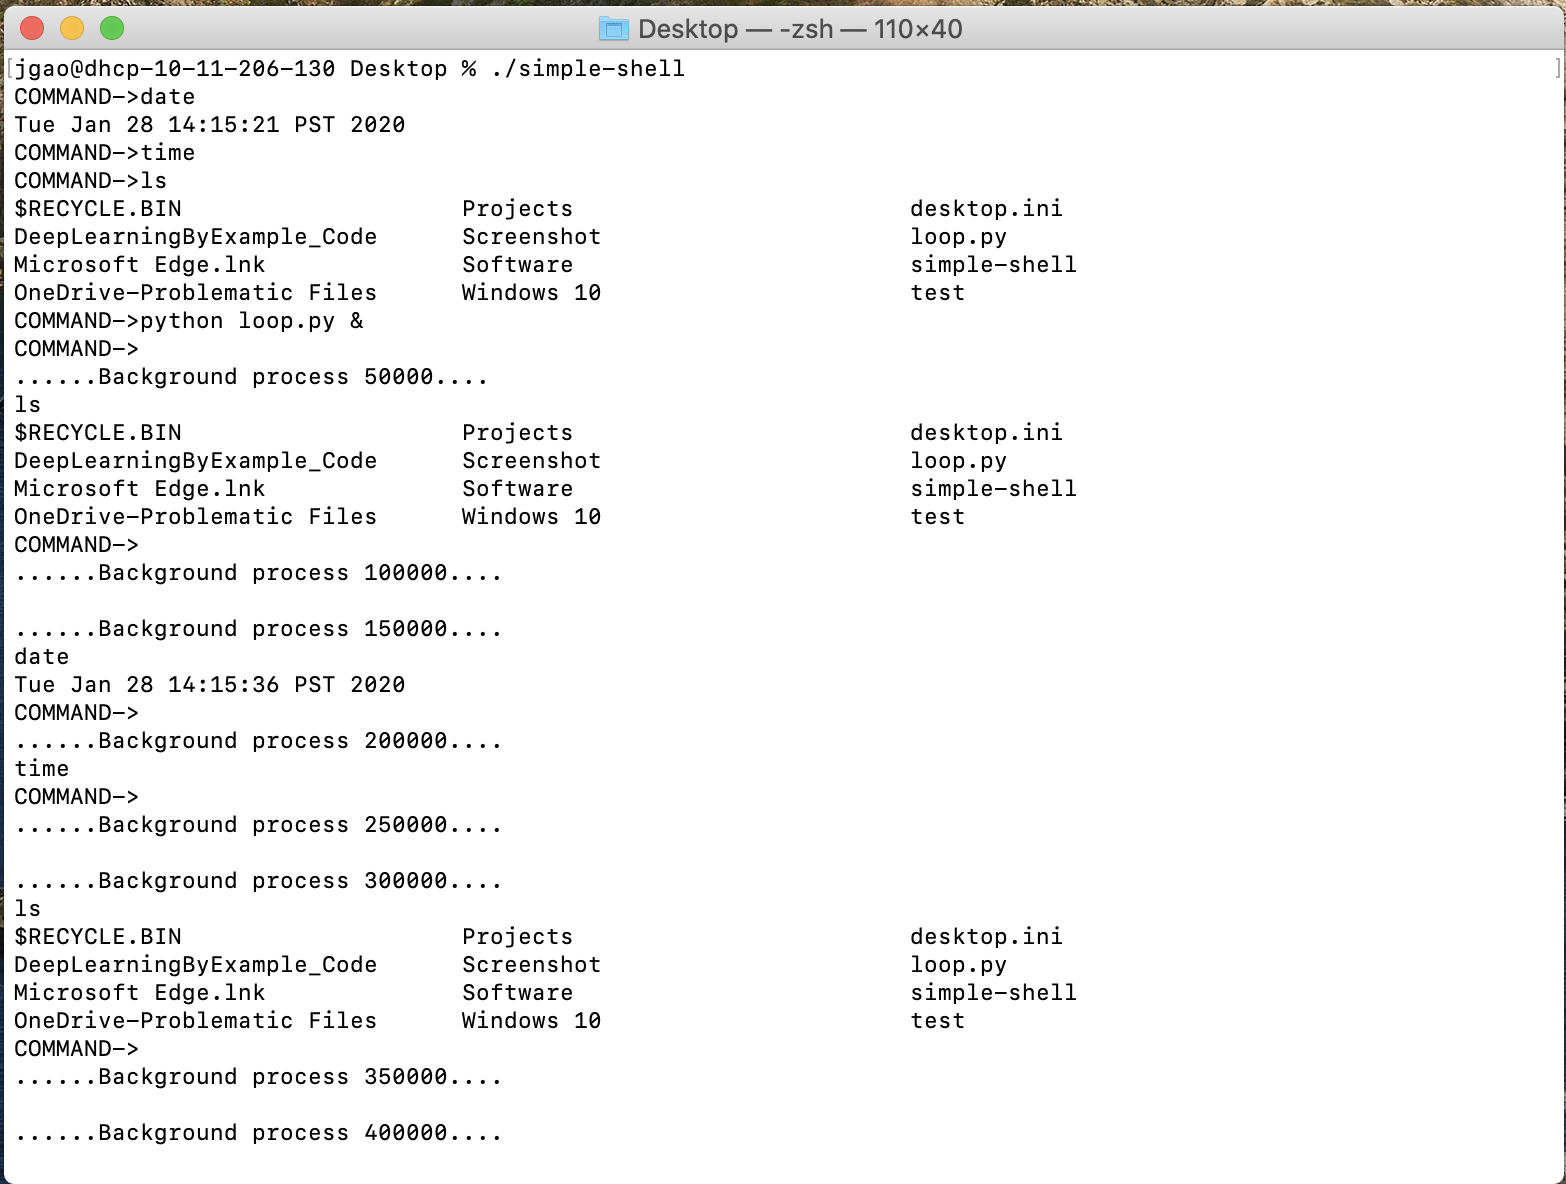 Desktop — -zsh — 110×40
[jgao@dhcp-10-11-206-130 Desktop % ./simple-shell ]
COMMAND->date
Tue Jan 28 14:15:21 PST 2020
COMMAND->time
COMMAND->ls
$RECYCLE.BIN Projects desktop.ini
DeepLearningByExample_Code Screenshot loop.py
Microsoft Edge.lnk Software simple-shell
OneDrive-Problematic Files Windows 10 test
COMMAND->python loop.py &
COMMAND->
......Background process 50000....
ls
$RECYCLE.BIN Projects desktop.ini
DeepLearningByExample_Code Screenshot loop.py
Microsoft Edge.lnk Software simple-shell
OneDrive-Problematic Files Windows 10 test
COMMAND->
......Background process 100000....
......Background process 150000....
date
Tue Jan 28 14:15:36 PST 2020
COMMAND->
......Background process 200000....
time
COMMAND->
......Background process 250000....
......Background process 300000....
ls
$RECYCLE.BIN Projects desktop.ini
DeepLearningByExample_Code Screenshot loop.py
Microsoft Edge.lnk Software simple-shell
OneDrive-Problematic Files Windows 10 test
COMMAND->
......Background process 350000....
......Background process 400000....